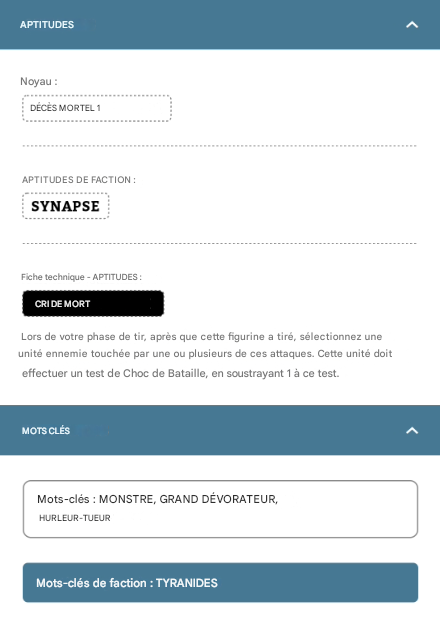 APTITUDES
Noyau :
DÉCÈS MORTEL 1
APTITUDES DE FACTION :
SYNAPSE
Fiche technique - APTITUDES :
CRI DE MORT
Lors de votre phase de tir, après que cette figurine a tiré, sélectionnez une
unité ennemie touchée par une ou plusieurs de ces attaques. Cette unité doit
effectuer un test de Choc de Bataille, en soustrayant 1 à ce test.
MOTS CLÉS
Mots-clés : MONSTRE, GRAND DÉVORATEUR,
HURLEUR-TUEUR
Mots-clés de faction : TYRANIDES